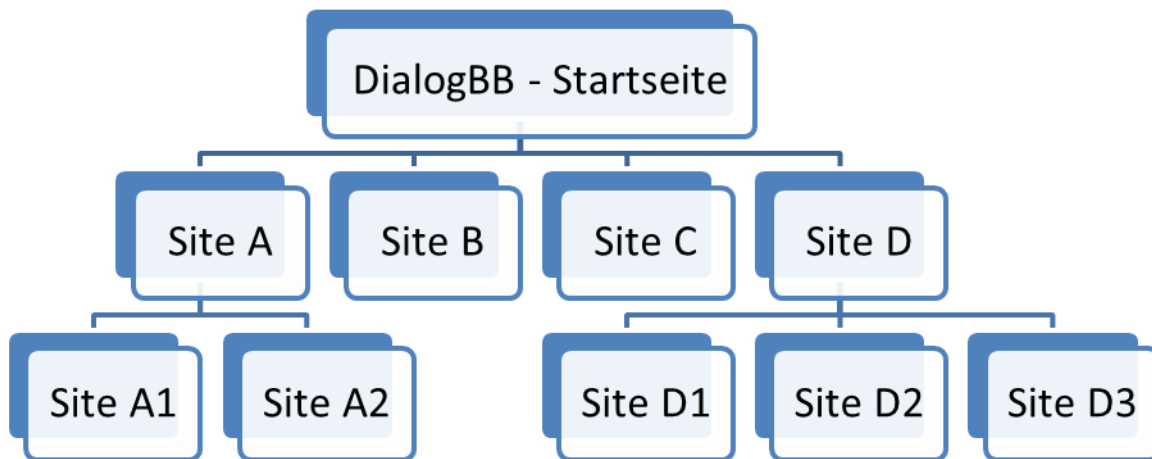 DialogBB - Startseite
Site A
Site B
Site C
Site D
Site A1
Site A2
Site D1
Site D2
Site D3